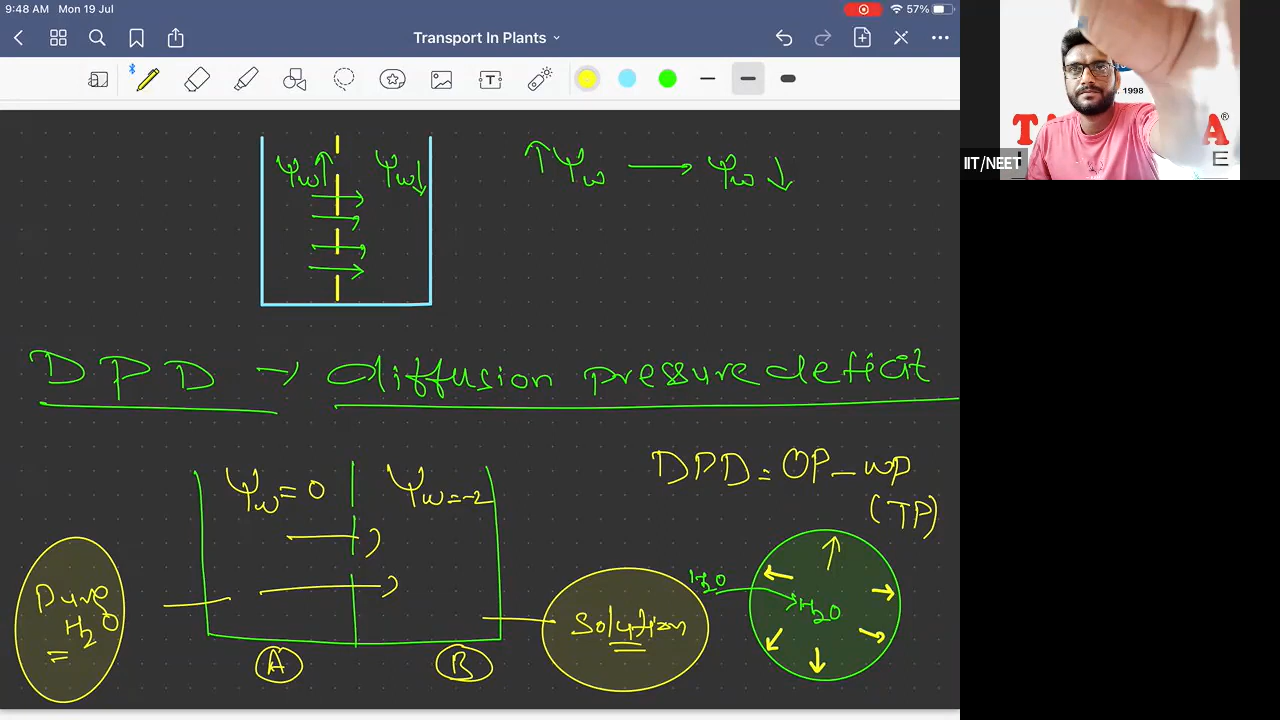 9:48 AM Mon 19 Jul
57%
Transport In Plants
1998
IIT/NEET
Ψw↑ Ψw↓
↑Ψw → Ψw↓
DPD → diffusion pressure deficit
Ψw = 0 Ψw = -2
DPD = OP - WP
(TP)
Pure
H2O
=
Solution
H2O
H2O
A
B